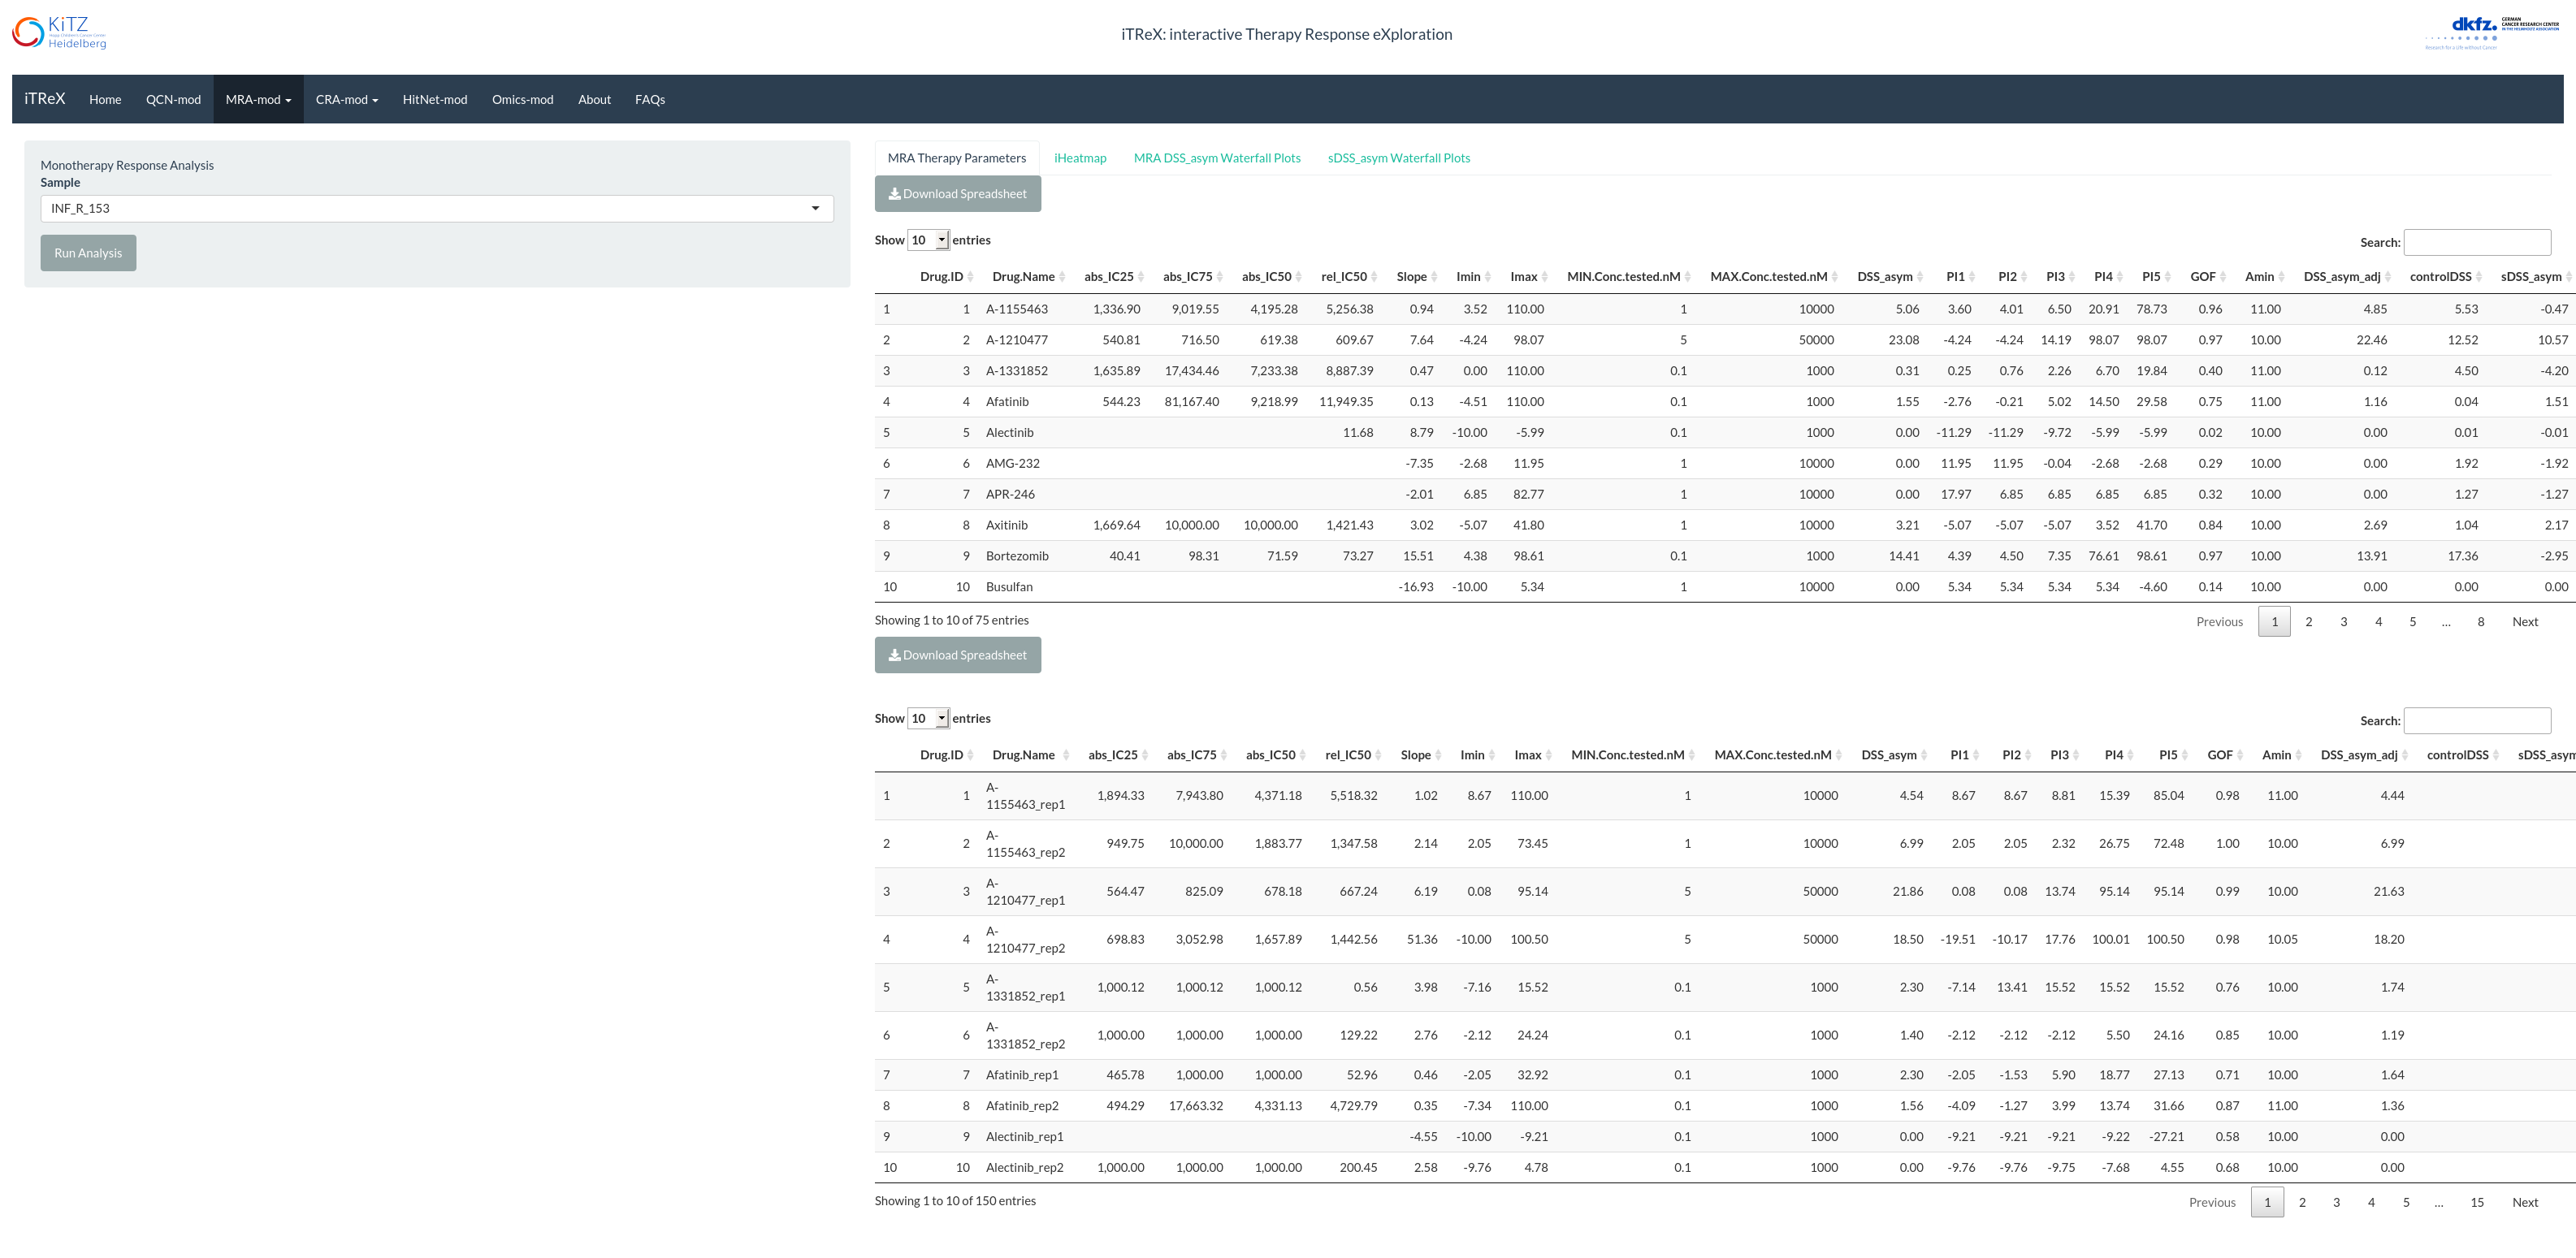 KiTZ
Heidelberg
iTReX: interactive Therapy Response eXploration
dkfz. GERMAN
CANCER RESEARCH CENTER
IN THE HELMHOLTZ ASSOCIATION
Research for a Life without Cancer
iTReX Home QCN-mod MRA-mod CRA-mod HitNet-mod Omics-mod About FAQs
Monotherapy Response Analysis
Sample
INF_R_153
Run Analysis
MRA Therapy Parameters iHeatmap MRA DSS_asym Waterfall Plots sDSS_asym Waterfall Plots
Download Spreadsheet
Show 10 entries Search:
Drug.ID Drug.Name abs_IC25 abs_IC75 abs_IC50 rel_IC50 Slope Imin Imax MIN.Conc.tested.nM MAX.Conc.tested.nM DSS_asym PI1 PI2 PI3 PI4 PI5 GOF Amin DSS_asym_adj controlDSS sDSS_asym
1 1 A-1155463 1,336.90 9,019.55 4,195.28 5,256.38 0.94 3.52 110.00 1 10000 5.06 3.60 4.01 6.50 20.91 78.73 0.96 11.00 4.85 5.53 -0.47
2 2 A-1210477 540.81 716.50 619.38 609.67 7.64 -4.24 98.07 5 50000 23.08 -4.24 -4.24 14.19 98.07 98.07 0.97 10.00 22.46 12.52 10.57
3 3 A-1331852 1,635.89 17,434.46 7,233.38 8,887.39 0.47 0.00 110.00 0.1 1000 0.31 0.25 0.76 2.26 6.70 19.84 0.40 11.00 0.12 4.50 -4.20
4 4 Afatinib 544.23 81,167.40 9,218.99 11,949.35 0.13 -4.51 110.00 0.1 1000 1.55 -2.76 -0.21 5.02 14.50 29.58 0.75 11.00 1.16 0.04 1.51
5 5 Alectinib 11.68 8.79 -10.00 -5.99 0.1 1000 0.00 -11.29 -11.29 -9.72 -5.99 -5.99 0.02 10.00 0.00 0.01 -0.01
6 6 AMG-232 -7.35 -2.68 11.95 1 10000 0.00 11.95 11.95 -0.04 -2.68 -2.68 0.29 10.00 0.00 1.92 -1.92
7 7 APR-246 -2.01 6.85 82.77 1 10000 0.00 17.97 6.85 6.85 6.85 6.85 0.32 10.00 0.00 1.27 -1.27
8 8 Axitinib 1,669.64 10,000.00 10,000.00 1,421.43 3.02 -5.07 41.80 1 10000 3.21 -5.07 -5.07 -5.07 3.52 41.70 0.84 10.00 2.69 1.04 2.17
9 9 Bortezomib 40.41 98.31 71.59 73.27 15.51 4.38 98.61 0.1 1000 14.41 4.39 4.50 7.35 76.61 98.61 0.97 10.00 13.91 17.36 -2.95
10 10 Busulfan -16.93 -10.00 5.34 1 10000 0.00 5.34 5.34 5.34 5.34 -4.60 0.14 10.00 0.00 0.00 0.00
Showing 1 to 10 of 75 entries Previous 1 2 3 4 5 … 8 Next
Download Spreadsheet
Show 10 entries Search:
Drug.ID Drug.Name abs_IC25 abs_IC75 abs_IC50 rel_IC50 Slope Imin Imax MIN.Conc.tested.nM MAX.Conc.tested.nM DSS_asym PI1 PI2 PI3 PI4 PI5 GOF Amin DSS_asym_adj controlDSS sDSS_asym
A-
1 1 1155463_rep1 1,894.33 7,943.80 4,371.18 5,518.32 1.02 8.67 110.00 1 10000 4.54 8.67 8.67 8.81 15.39 85.04 0.98 11.00 4.44
A-
2 2 1155463_rep2 949.75 10,000.00 1,883.77 1,347.58 2.14 2.05 73.45 1 10000 6.99 2.05 2.05 2.32 26.75 72.48 1.00 10.00 6.99
A-
3 3 1210477_rep1 564.47 825.09 678.18 667.24 6.19 0.08 95.14 5 50000 21.86 0.08 0.08 13.74 95.14 95.14 0.99 10.00 21.63
A-
4 4 1210477_rep2 698.83 3,052.98 1,657.89 1,442.56 51.36 -10.00 100.50 5 50000 18.50 -19.51 -10.17 17.76 100.01 100.50 0.98 10.05 18.20
A-
5 5 1331852_rep1 1,000.12 1,000.12 1,000.12 0.56 3.98 -7.16 15.52 0.1 1000 2.30 -7.14 13.41 15.52 15.52 15.52 0.76 10.00 1.74
A-
6 6 1331852_rep2 1,000.00 1,000.00 1,000.00 129.22 2.76 -2.12 24.24 0.1 1000 1.40 -2.12 -2.12 -2.12 5.50 24.16 0.85 10.00 1.19
7 7 Afatinib_rep1 465.78 1,000.00 1,000.00 52.96 0.46 -2.05 32.92 0.1 1000 2.30 -2.05 -1.53 5.90 18.77 27.13 0.71 10.00 1.64
8 8 Afatinib_rep2 494.29 17,663.32 4,331.13 4,729.79 0.35 -7.34 110.00 0.1 1000 1.56 -4.09 -1.27 3.99 13.74 31.66 0.87 11.00 1.36
9 9 Alectinib_rep1 -4.55 -10.00 -9.21 0.1 1000 0.00 -9.21 -9.21 -9.21 -9.22 -27.21 0.58 10.00 0.00
10 10 Alectinib_rep2 1,000.00 1,000.00 1,000.00 200.45 2.58 -9.76 4.78 0.1 1000 0.00 -9.76 -9.76 -9.75 -7.68 4.55 0.68 10.00 0.00
Showing 1 to 10 of 150 entries Previous 1 2 3 4 5 … 15 Next